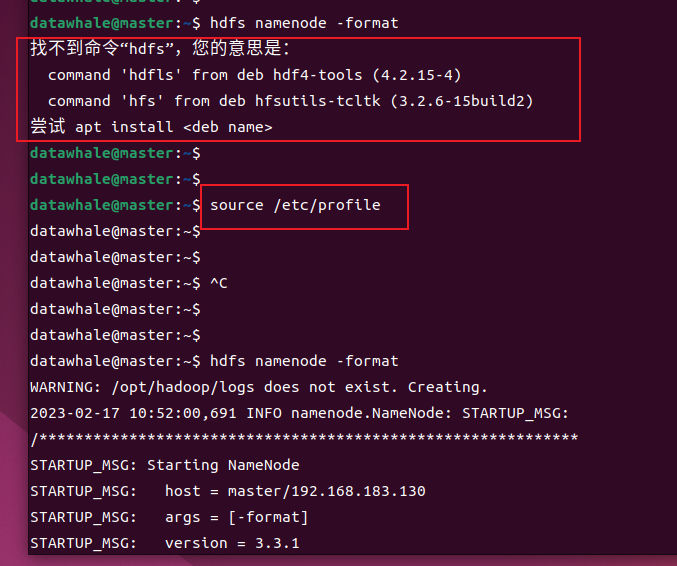 datawhale@master:~$
datawhale@master:~$ hdfs namenode -format
找不到命令“hdfs”，您的意思是：
  command 'hdfls' from deb hdf4-tools (4.2.15-4)
  command 'hfs' from deb hfsutils-tcltk (3.2.6-15build2)
尝试 apt install <deb name>
datawhale@master:~$
datawhale@master:~$
datawhale@master:~$ source /etc/profile
datawhale@master:~$
datawhale@master:~$
datawhale@master:~$ ^C
datawhale@master:~$
datawhale@master:~$
datawhale@master:~$ hdfs namenode -format
WARNING: /opt/hadoop/logs does not exist. Creating.
2023-02-17 10:52:00,691 INFO namenode.NameNode: STARTUP_MSG:
/************************************************************
STARTUP_MSG: Starting NameNode
STARTUP_MSG:   host = master/192.168.183.130
STARTUP_MSG:   args = [-format]
STARTUP_MSG:   version = 3.3.1